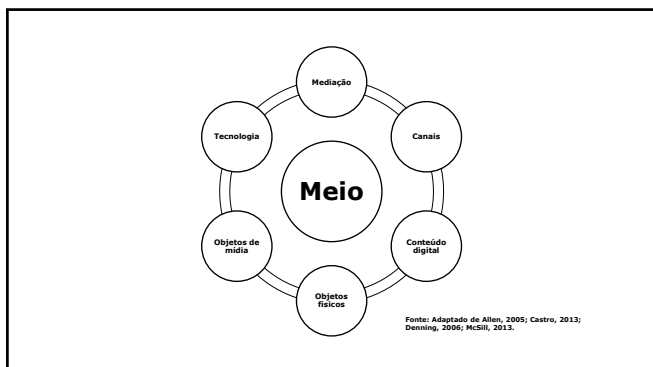 Mediação
Tecnologia
Canais
Meio
Objetos de
mídia
Conteúdo
digital
Objetos
físicos
Fonte: Adaptado de Allen, 2005; Castro, 2013;
Denning, 2006; McSill, 2013.